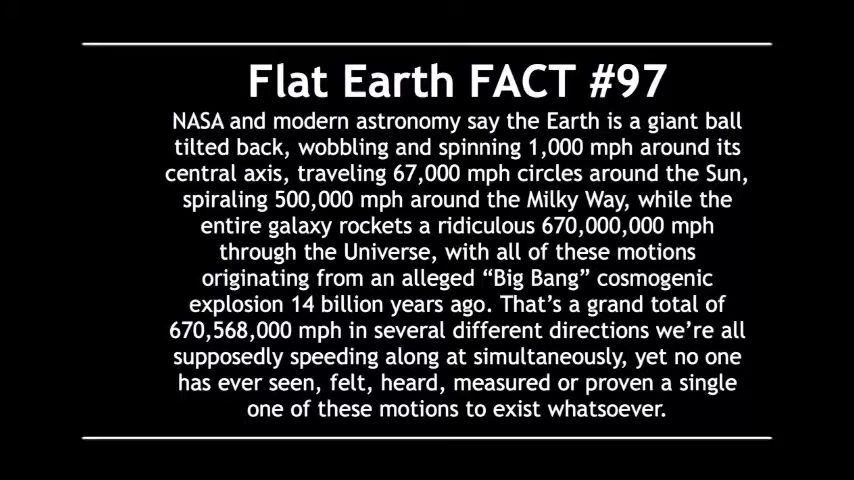 Flat Earth FACT #97
NASA and modern astronomy say the Earth is a giant ball
tilted back, wobbling and spinning 1,000 mph around its
central axis, traveling 67,000 mph circles around the Sun,
spiraling 500,000 mph around the Milky Way, while the
entire galaxy rockets a ridiculous 670,000,000 mph
through the Universe, with all of these motions
originating from an alleged “Big Bang” cosmogenic
explosion 14 billion years ago. That’s a grand total of
670,568,000 mph in several different directions we’re all
supposedly speeding along at simultaneously, yet no one
has ever seen, felt, heard, measured or proven a single
one of these motions to exist whatsoever.